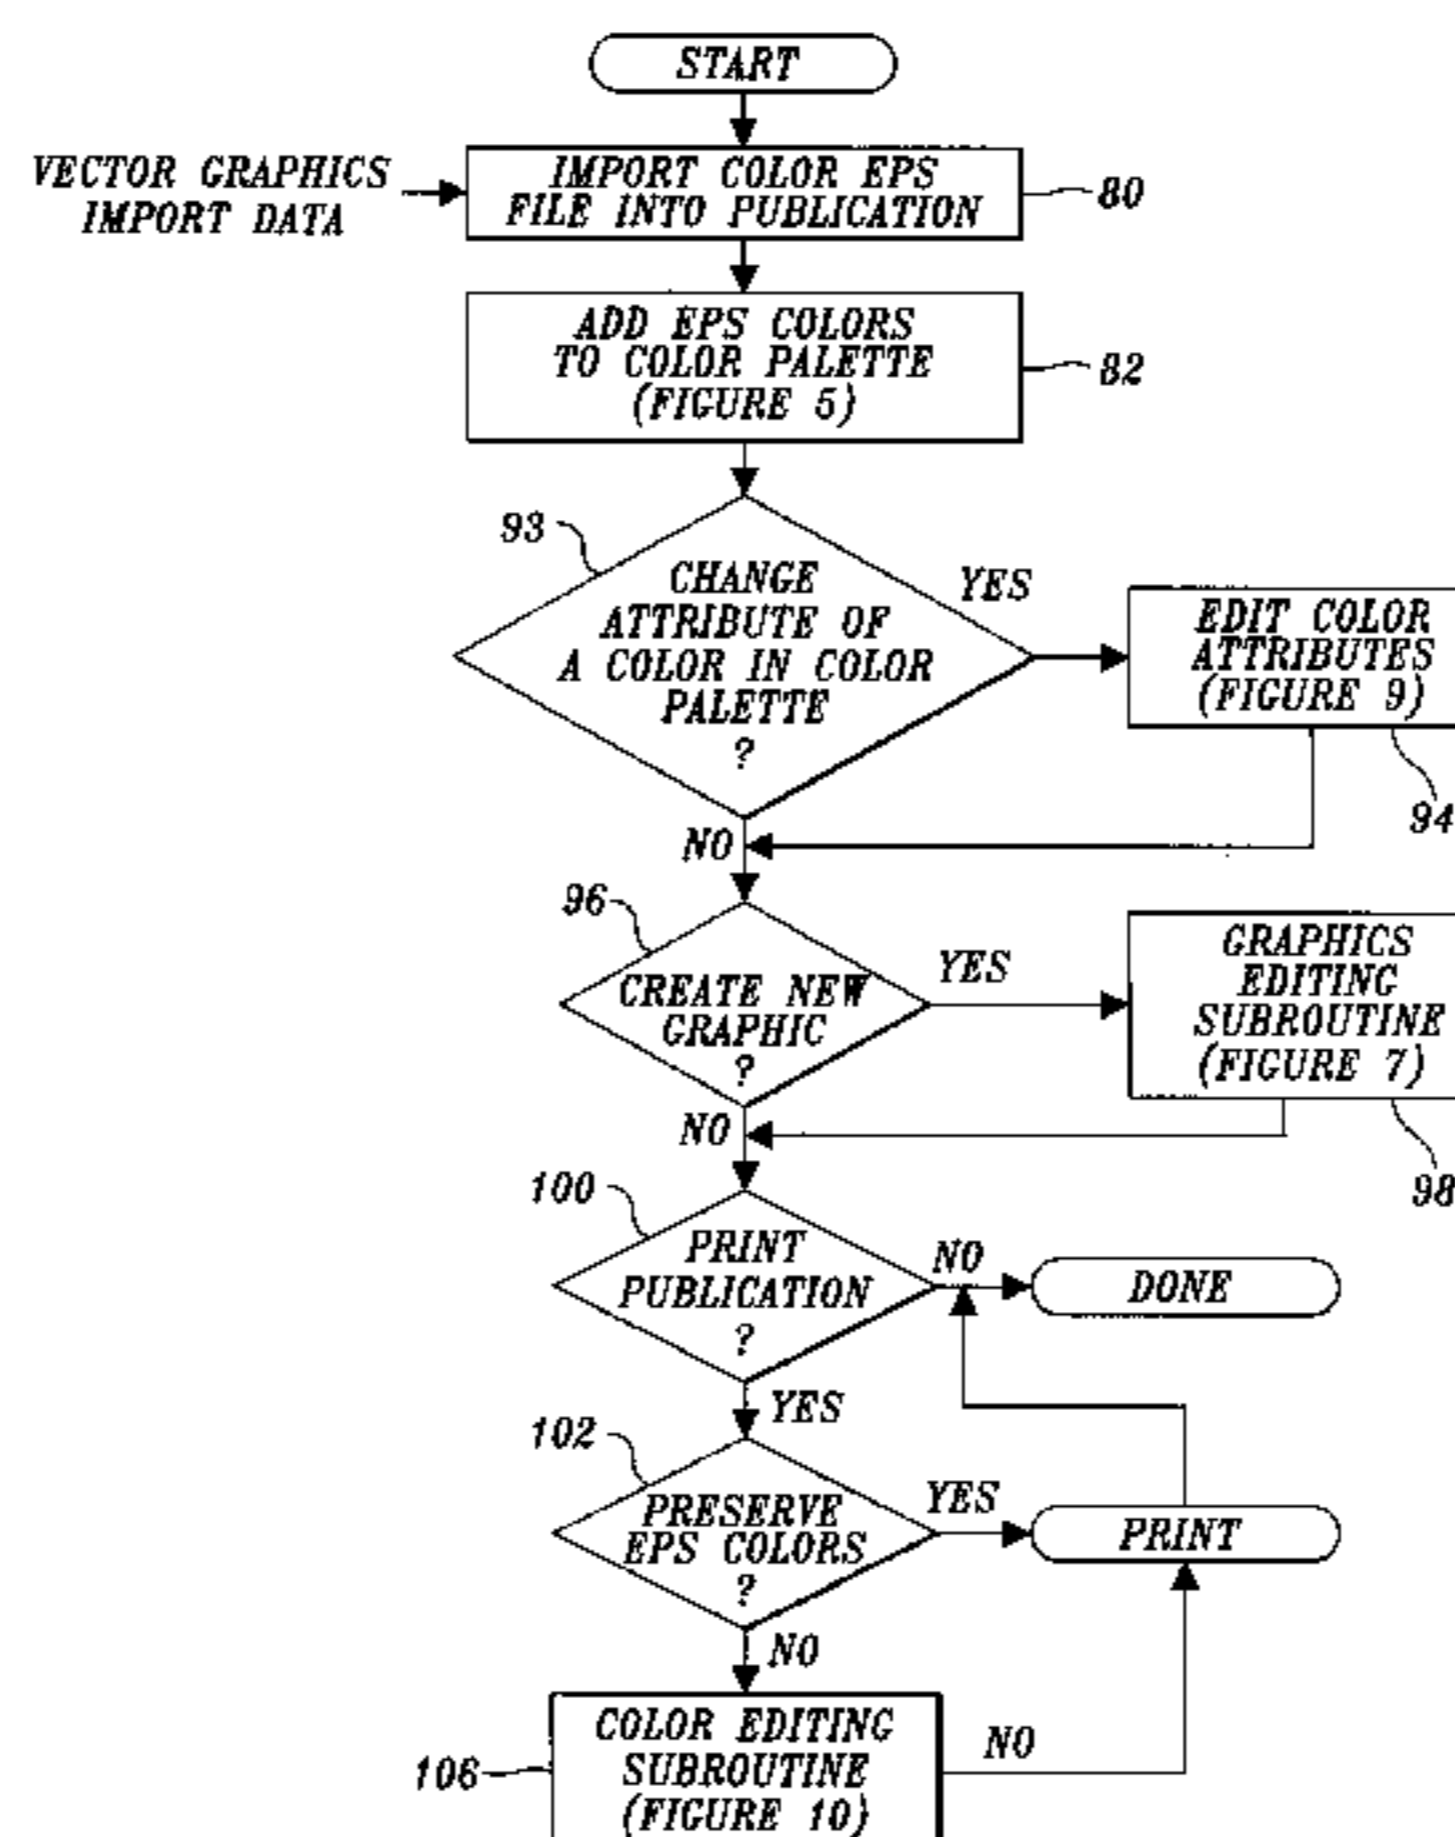 START
VECTOR GRAPHICS
IMPORT DATA
IMPORT COLOR EPS
FILE INTO PUBLICATION
80
ADD EPS COLORS
TO COLOR PALETTE
(FIGURE 5)
82
93
CHANGE
ATTRIBUTE OF
A COLOR IN COLOR
PALETTE
?
YES
EDIT COLOR
ATTRIBUTES
(FIGURE 9)
94
NO
96
CREATE NEW
GRAPHIC
?
YES
GRAPHICS
EDITING
SUBROUTINE
(FIGURE 7)
98
NO
100
PRINT
PUBLICATION
?
NO
DONE
YES
102
PRESERVE
EPS COLORS
?
YES
PRINT
NO
106
COLOR EDITING
SUBROUTINE
(FIGURE 10)
NO